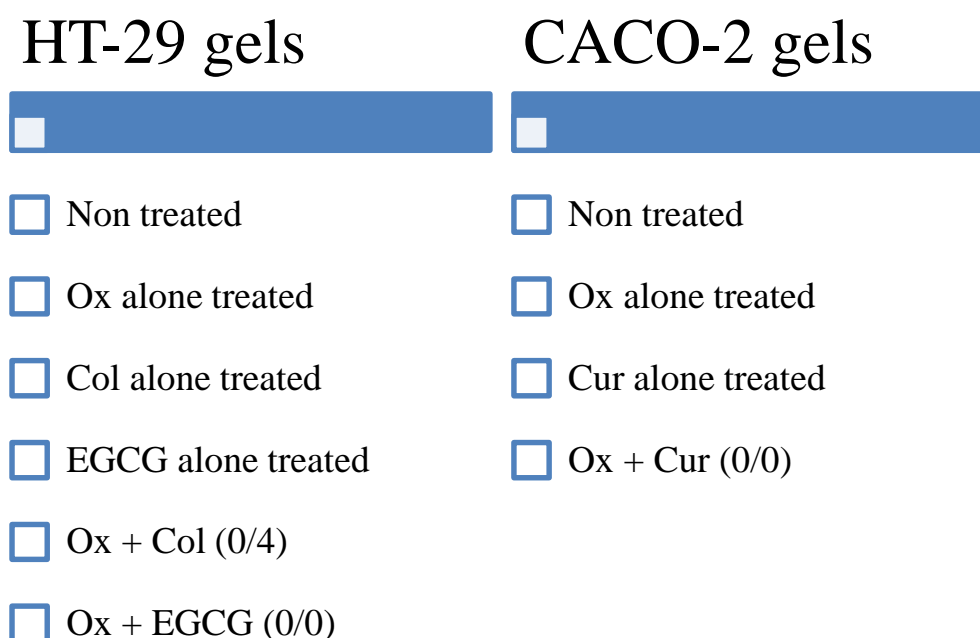 HT-29 gels
Non treated
Ox alone treated
Col alone treated
EGCG alone treated
Ox + Col (0/4)
Ox + EGCG (0/0)
CACO-2 gels
Non treated
Ox alone treated
Cur alone treated
Ox + Cur (0/0)